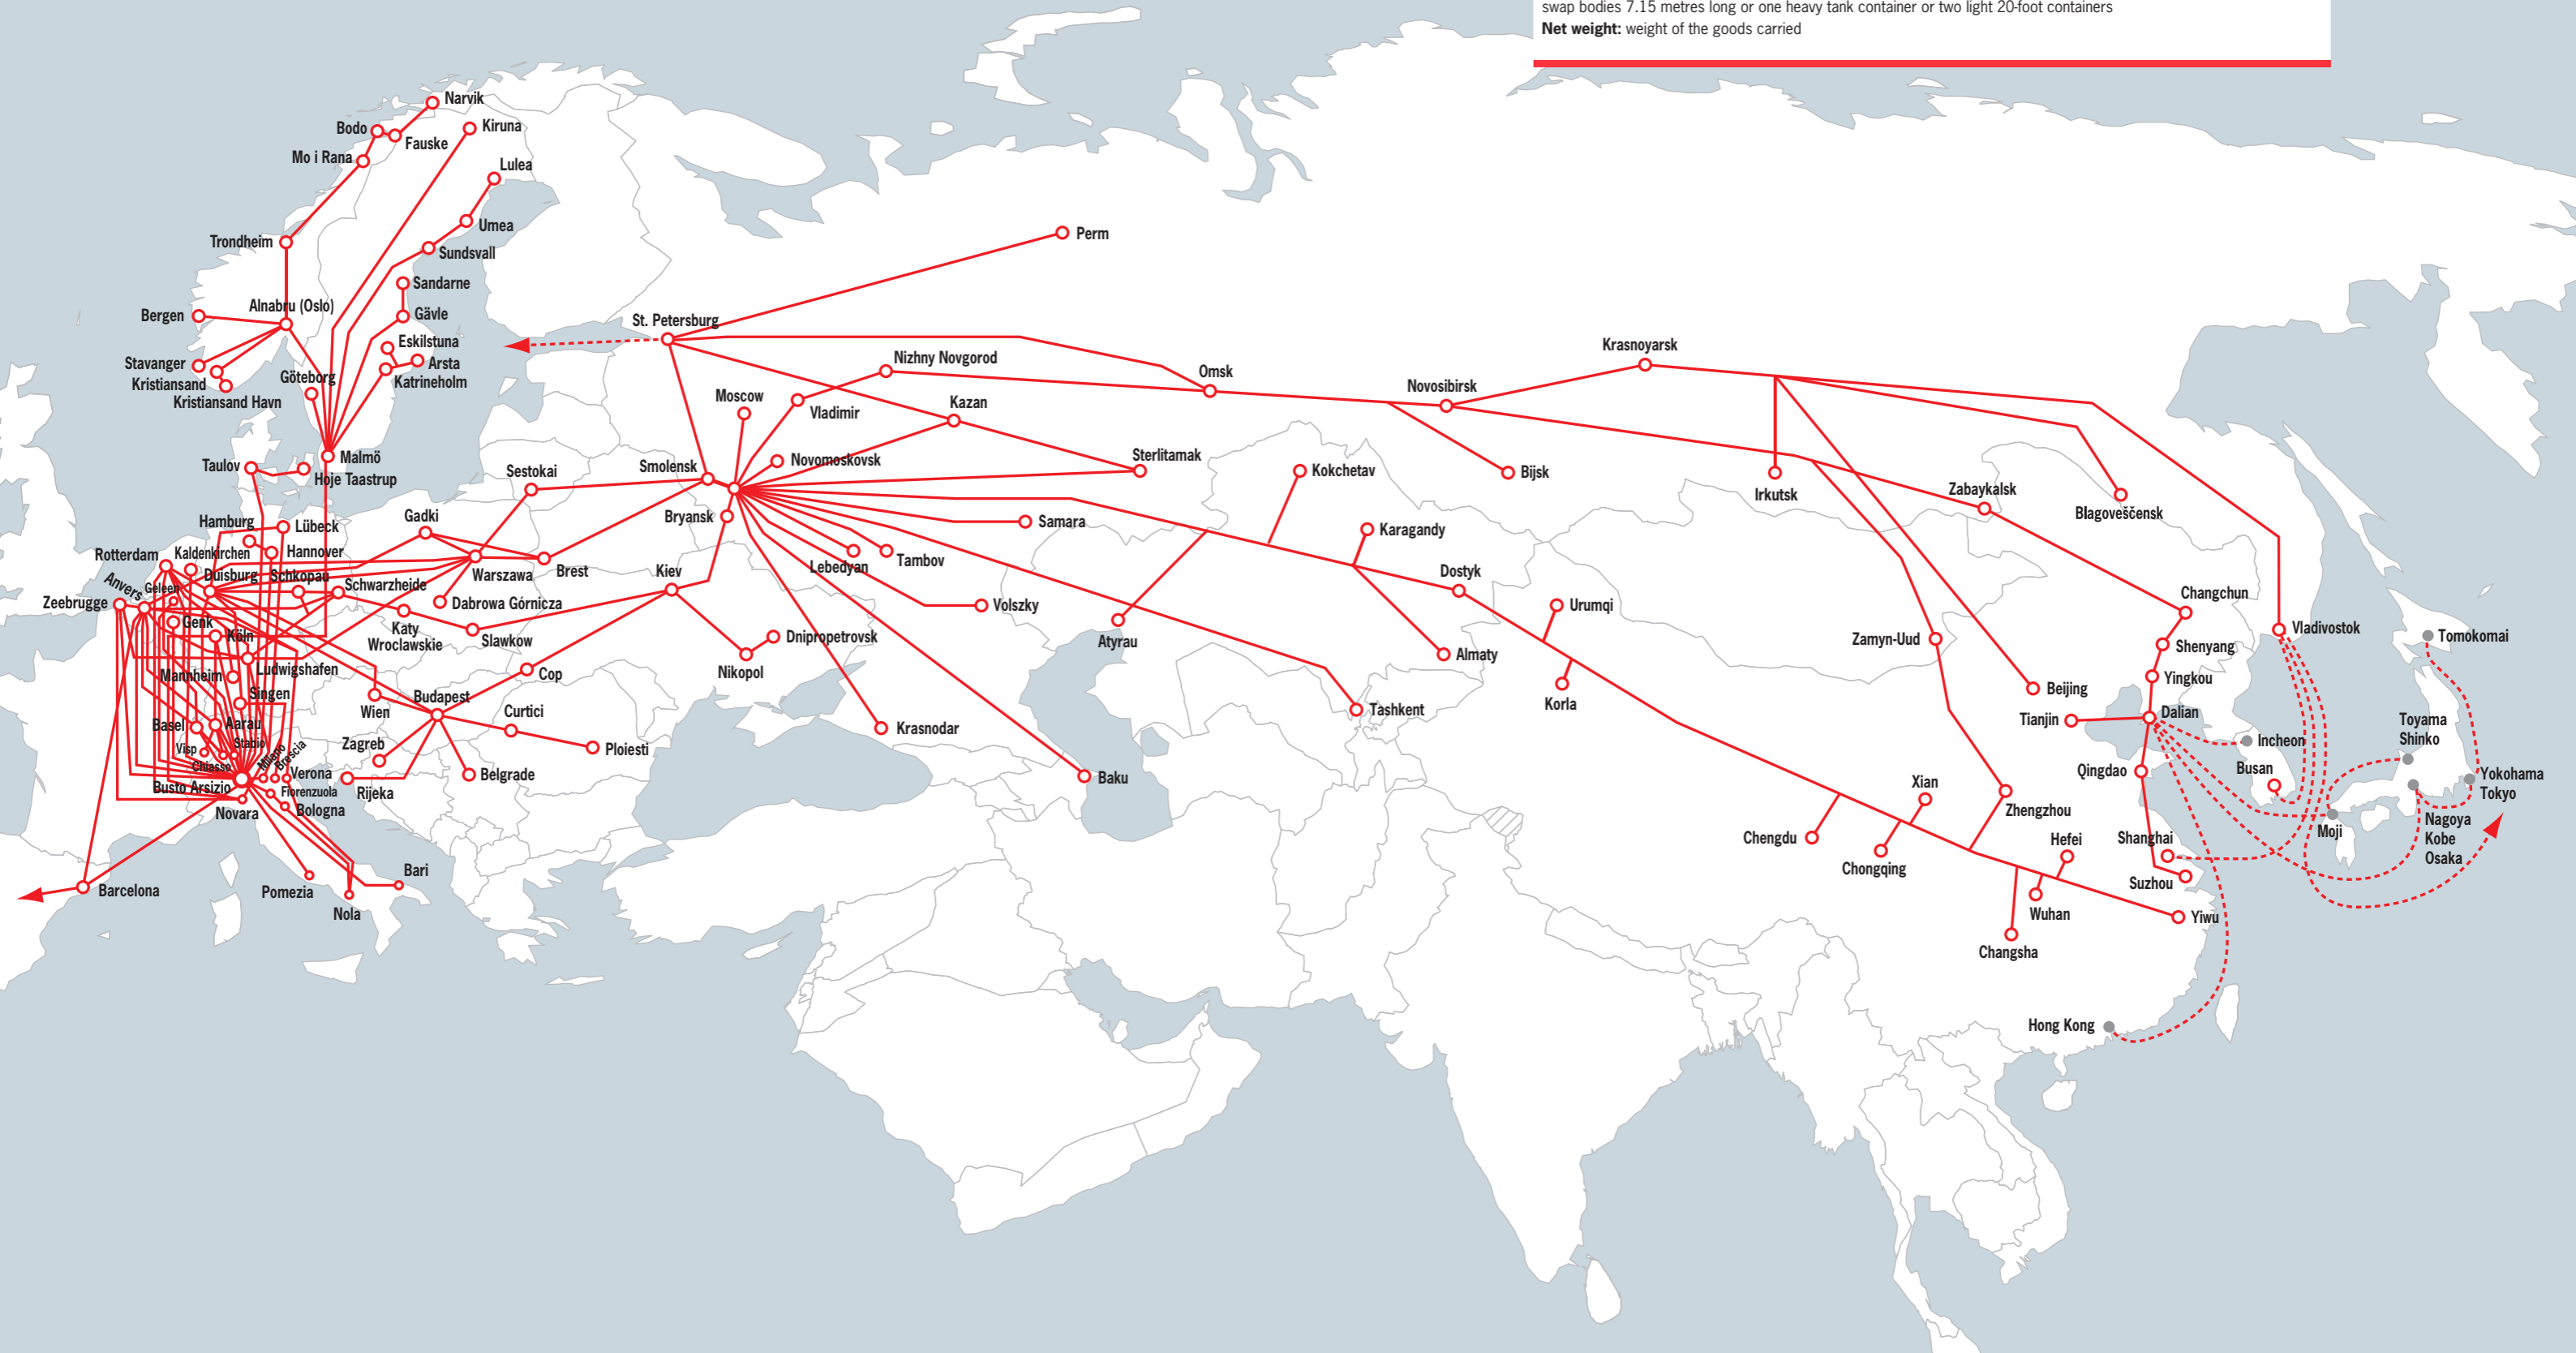 swap bodies 7.15 metres long or one heavy tank container or two light 20-foot containers
Net weight: weight of the goods carried
Narvik
Bodo
Fauske
Kiruna
Mo i Rana
Lulea
Umea
Trondheim
Sundsvall
Perm
Sandarne
Alnabru (Oslo)
Bergen
Gävle
St. Petersburg
Eskilstuna
Stavanger
Arsta
Göteborg
Katrineholm
Kristiansand
Kristiansand Havn
Nizhny Novgorod
Omsk
Krasnoyarsk
Moscow
Vladimir
Kazan
Novosibirsk
Malmö
Taulov
Hoje Taastrup
Sestokai
Smolensk
Novomoskovsk
Sterlitamak
Kokchetav
Bijsk
Irkutsk
Zabaykalsk
Blagoveščensk
Hamburg
Lübeck
Gadki
Bryansk
Samara
Karagandy
Rotterdam
Kaldenkirchen
Hannover
Warszawa
Brest
Kiev
Lebedyan
Tambov
Dostyk
Anvers
Geleen
Duisburg
Schkopau
Schwarzheide
Zeebrugge
Dabrowa Górnicza
Volszky
Urumqi
Changchun
Genk
Köln
Katy
Wroclawskie
Slawkow
Dnipropetrovsk
Atyrau
Zamyn-Uud
Vladivostok
Tomokomai
Shenyang
Almaty
Mannheim
Ludwigshafen
Cop
Nikopol
Yingkou
Singen
Budapest
Korla
Beijing
Wien
Curtici
Tashkent
Tianjin
Dalian
Basel
Aarau
Krasnodar
Toyama
Shinko
Visp
Stabio
Zagreb
Ploiesti
Incheon
Chiasso
Milano
Brescia
Verona
Belgrade
Baku
Qingdao
Busan
Yokohama
Tokyo
Busto Arsizio
Fiorenzuola
Rijeka
Xian
Novara
Bologna
Zhengzhou
Moji
Nagoya
Kobe
Osaka
Chengdu
Hefei
Shanghai
Chongqing
Bari
Suzhou
Barcelona
Pomezia
Nola
Wuhan
Yiwu
Changsha
Hong Kong